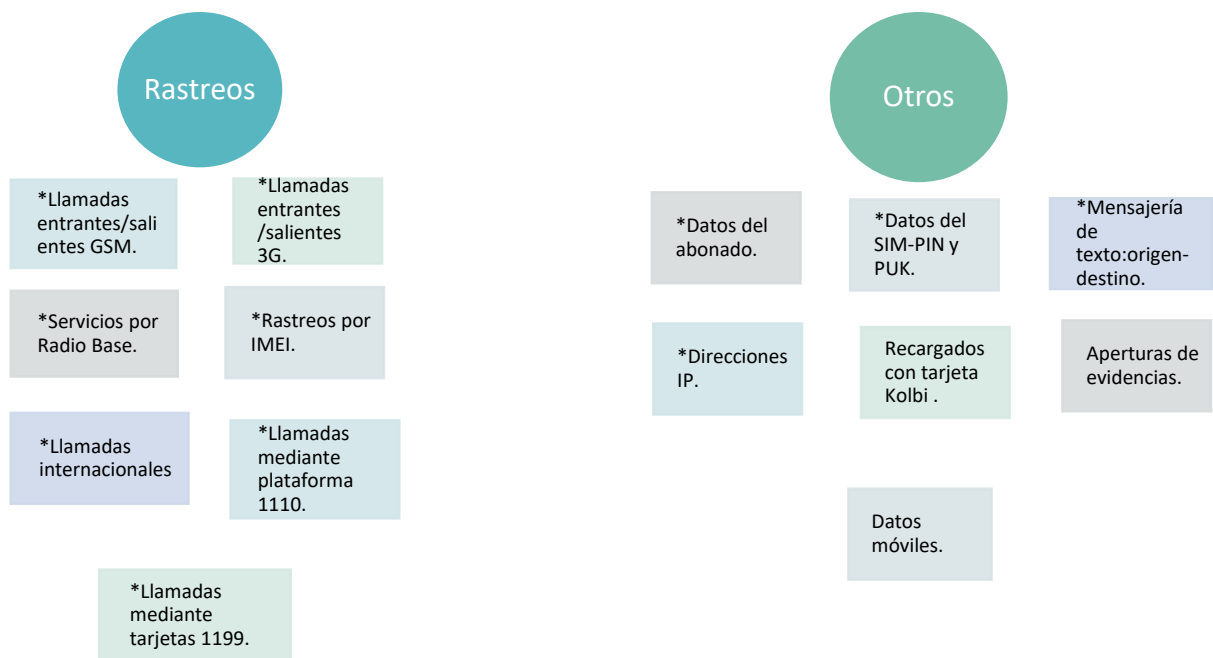 Rastreos
*Llamadas
entrantes/sali
entes GSM.
*Llamadas
entrantes
/salientes
3G.
*Servicios por
Radio Base.
*Rastreos por
IMEI.
*Llamadas
internacionales
*Llamadas
mediante
plataforma
1110.
*Llamadas
mediante
tarjetas 1199.
Otros
*Datos del
abonado.
*Datos del
SIM-PIN y
PUK.
*Mensajería
de
texto:origen-
destino.
*Direcciones
IP.
Recargados
con tarjeta
Kolbi .
Aperturas de
evidencias.
Datos
móviles.